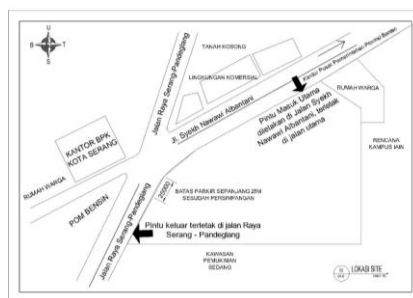 U
B
T
S
TANAH KOSONG
LINGKUNGAN KOMERSIAL
Jalan Raya Serang-Pandeglang
Jl. Syekh Nawawi Albentani
Kantor Pusat Pemerintahan Provinsi Banten
Pintu Masuk Utama
diletakan di Jalan Syekh
Nawawi Albentani, terletak
di jalan utama
RUMAH WARGA
RENCANA
KAMPUS IAIN
KANTOR BPK
KOTA SERANG
RUMAH WARGA
POM BENSIN
Jalan Raya Serang-Pandeglang
25000
BATAS PARKIR SEPANJANG 25M
SESUDAH PERSIMPANGAN
Pintu keluar terletak di jalan Raya
Serang - Pandeglang
KAWASAN
PEMUKIMAN
SEDANG
LOKASI SITE